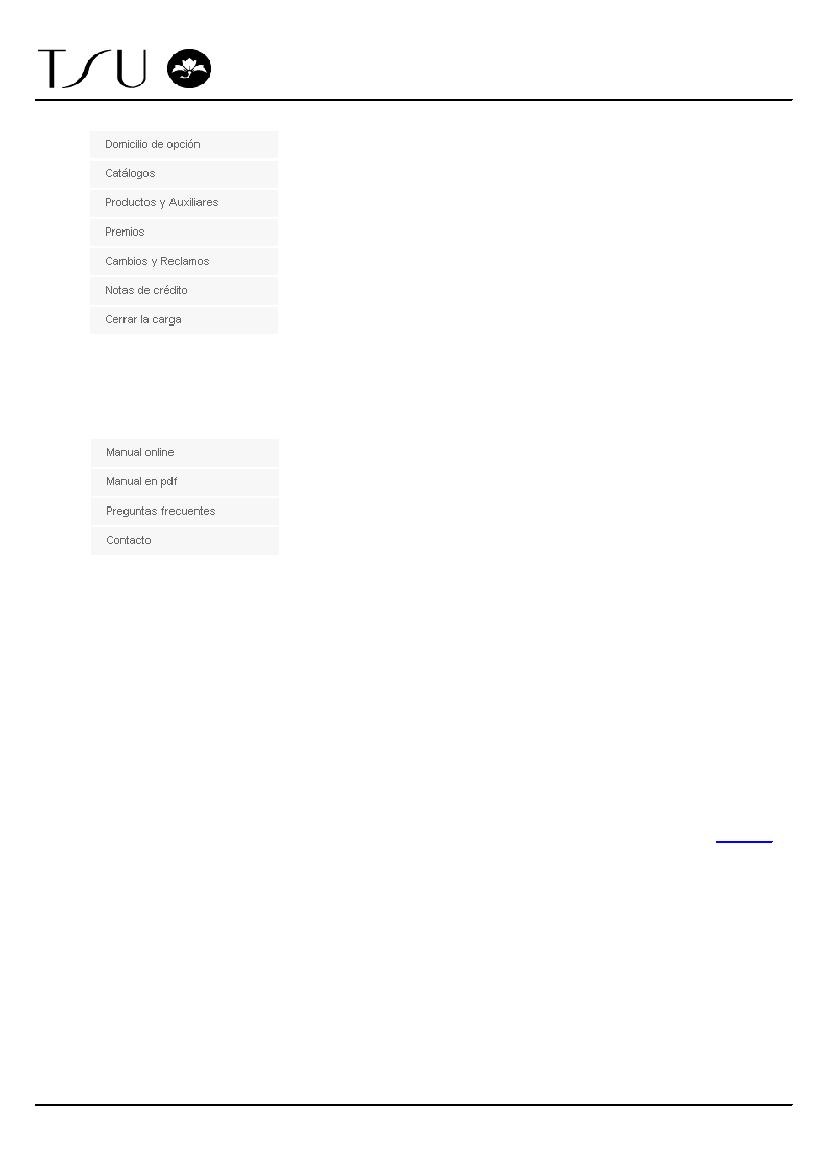 TSU
Domicilio de opción
Catálogos
Productos y Auxiliares
Premios
Cambios y Reclamos
Notas de crédito
Cerrar la carga
Manual online
Manual en pdf
Preguntas frecuentes
Contacto